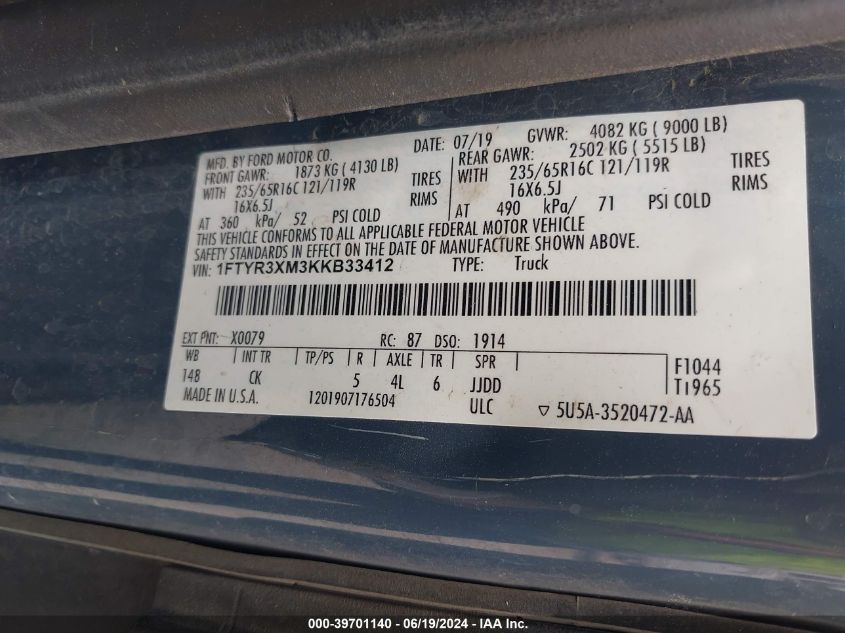 MFD. BY FORD MOTOR CO. DATE: 07/19 GVWR: 4082 KG ( 9000 LB)
FRONT GAWR: 1873 KG ( 4130 LB) REAR GAWR: 2502 KG ( 5515 LB)
WITH 235/65R16C 121/119R TIRES WITH 235/65R16C 121/119R TIRES
16X6.5J RIMS 16X6.5J RIMS
AT 360 kPa/ 52 PSI COLD AT 490 kPa/ 71 PSI COLD
THIS VEHICLE CONFORMS TO ALL APPLICABLE FEDERAL MOTOR VEHICLE
SAFETY STANDARDS IN EFFECT ON THE DATE OF MANUFACTURE SHOWN ABOVE.
VIN: 1FTYR3XM3KKB33412 TYPE: Truck
EXT PNT: X0079 RC: 87 DSO: 1914
WB INT TR TP/PS R AXLE TR SPR F1044
148 CK 5 4L 6 JJDD T1965
MADE IN U.S.A. 1201907176504 ULC ▽ 5U5A-3520472-AA
000-39701140 - 06/19/2024 - IAA Inc.